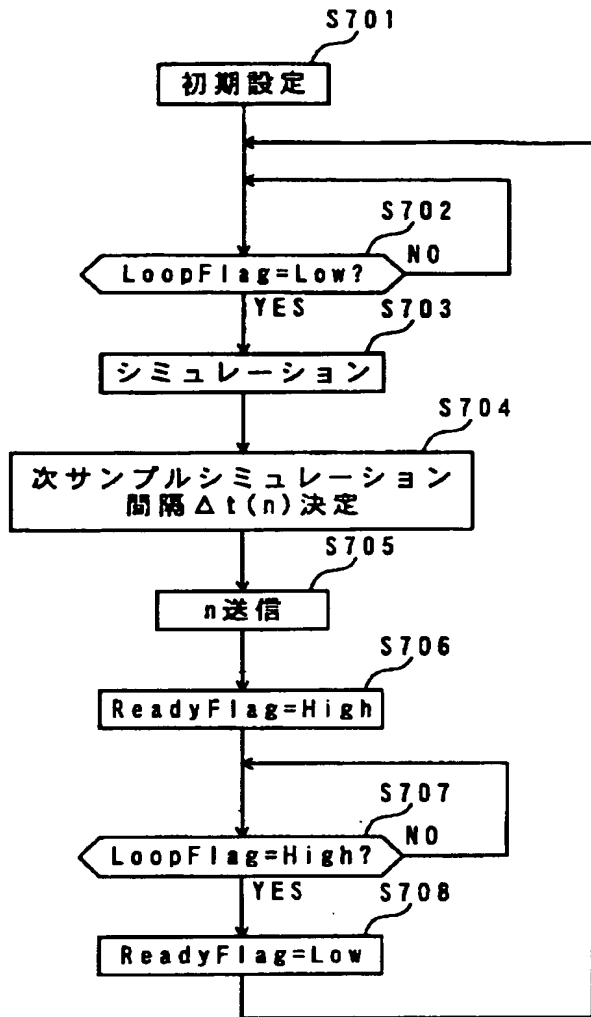 S701
初期設定
S702
LoopFlag=Low?
NO
YES
S703
シミュレーション
S704
次サンプルシミュレーション
間隔Δt(n)決定
S705
n送信
S706
ReadyFlag=High
S707
LoopFlag=High?
NO
YES
S708
ReadyFlag=Low